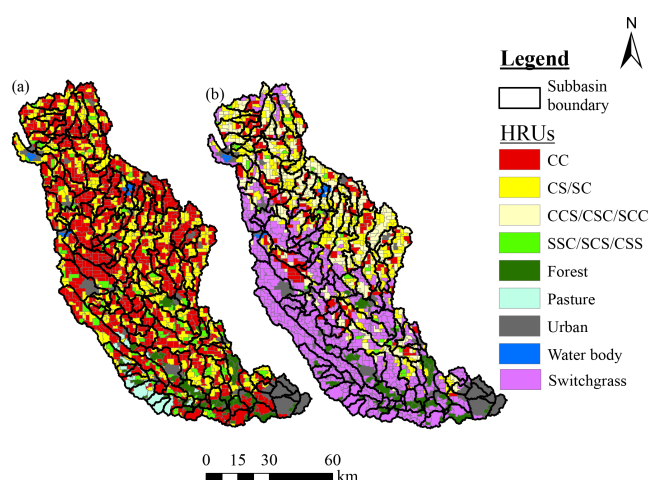 N
(a)
(b)
Legend
Subbasin
boundary
HRUs
CC
CS/SC
CCS/CSC/SCC
SSC/SCS/CSS
Forest
Pasture
Urban
Water body
Switchgrass
0 15 30 60
km